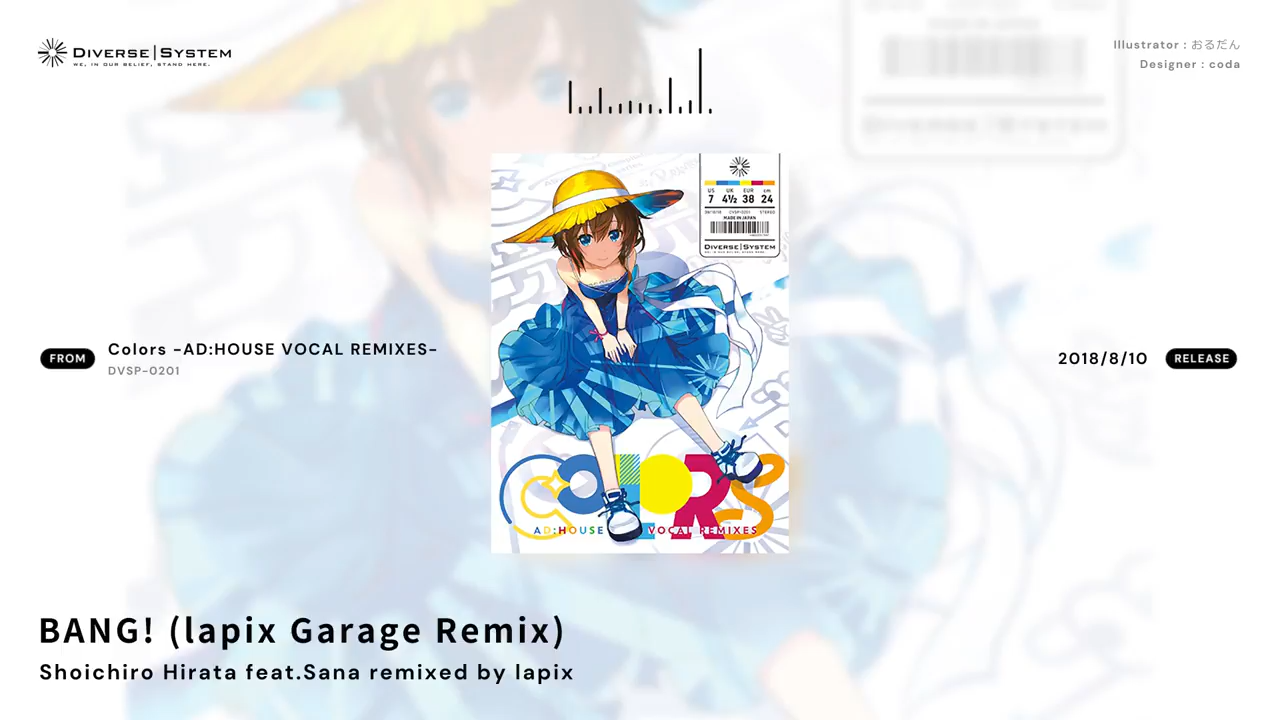 DIVERSE|SYSTEM
WE, IN OUR BELIEF, STAND HERE.
Illustrator : おるだん
Designer : coda
US UK EUR cm
7 4½ 38 24
DVSP-0201 STEREO
MADE IN JAPAN
DIVERSE|SYSTEM
FROM
Colors -AD:HOUSE VOCAL REMIXES-
DVSP-0201
2018/8/10
RELEASE
COLORS
AD:HOUSE VOCAL REMIXES
BANG! (lapix Garage Remix)
Shoichiro Hirata feat.Sana remixed by lapix